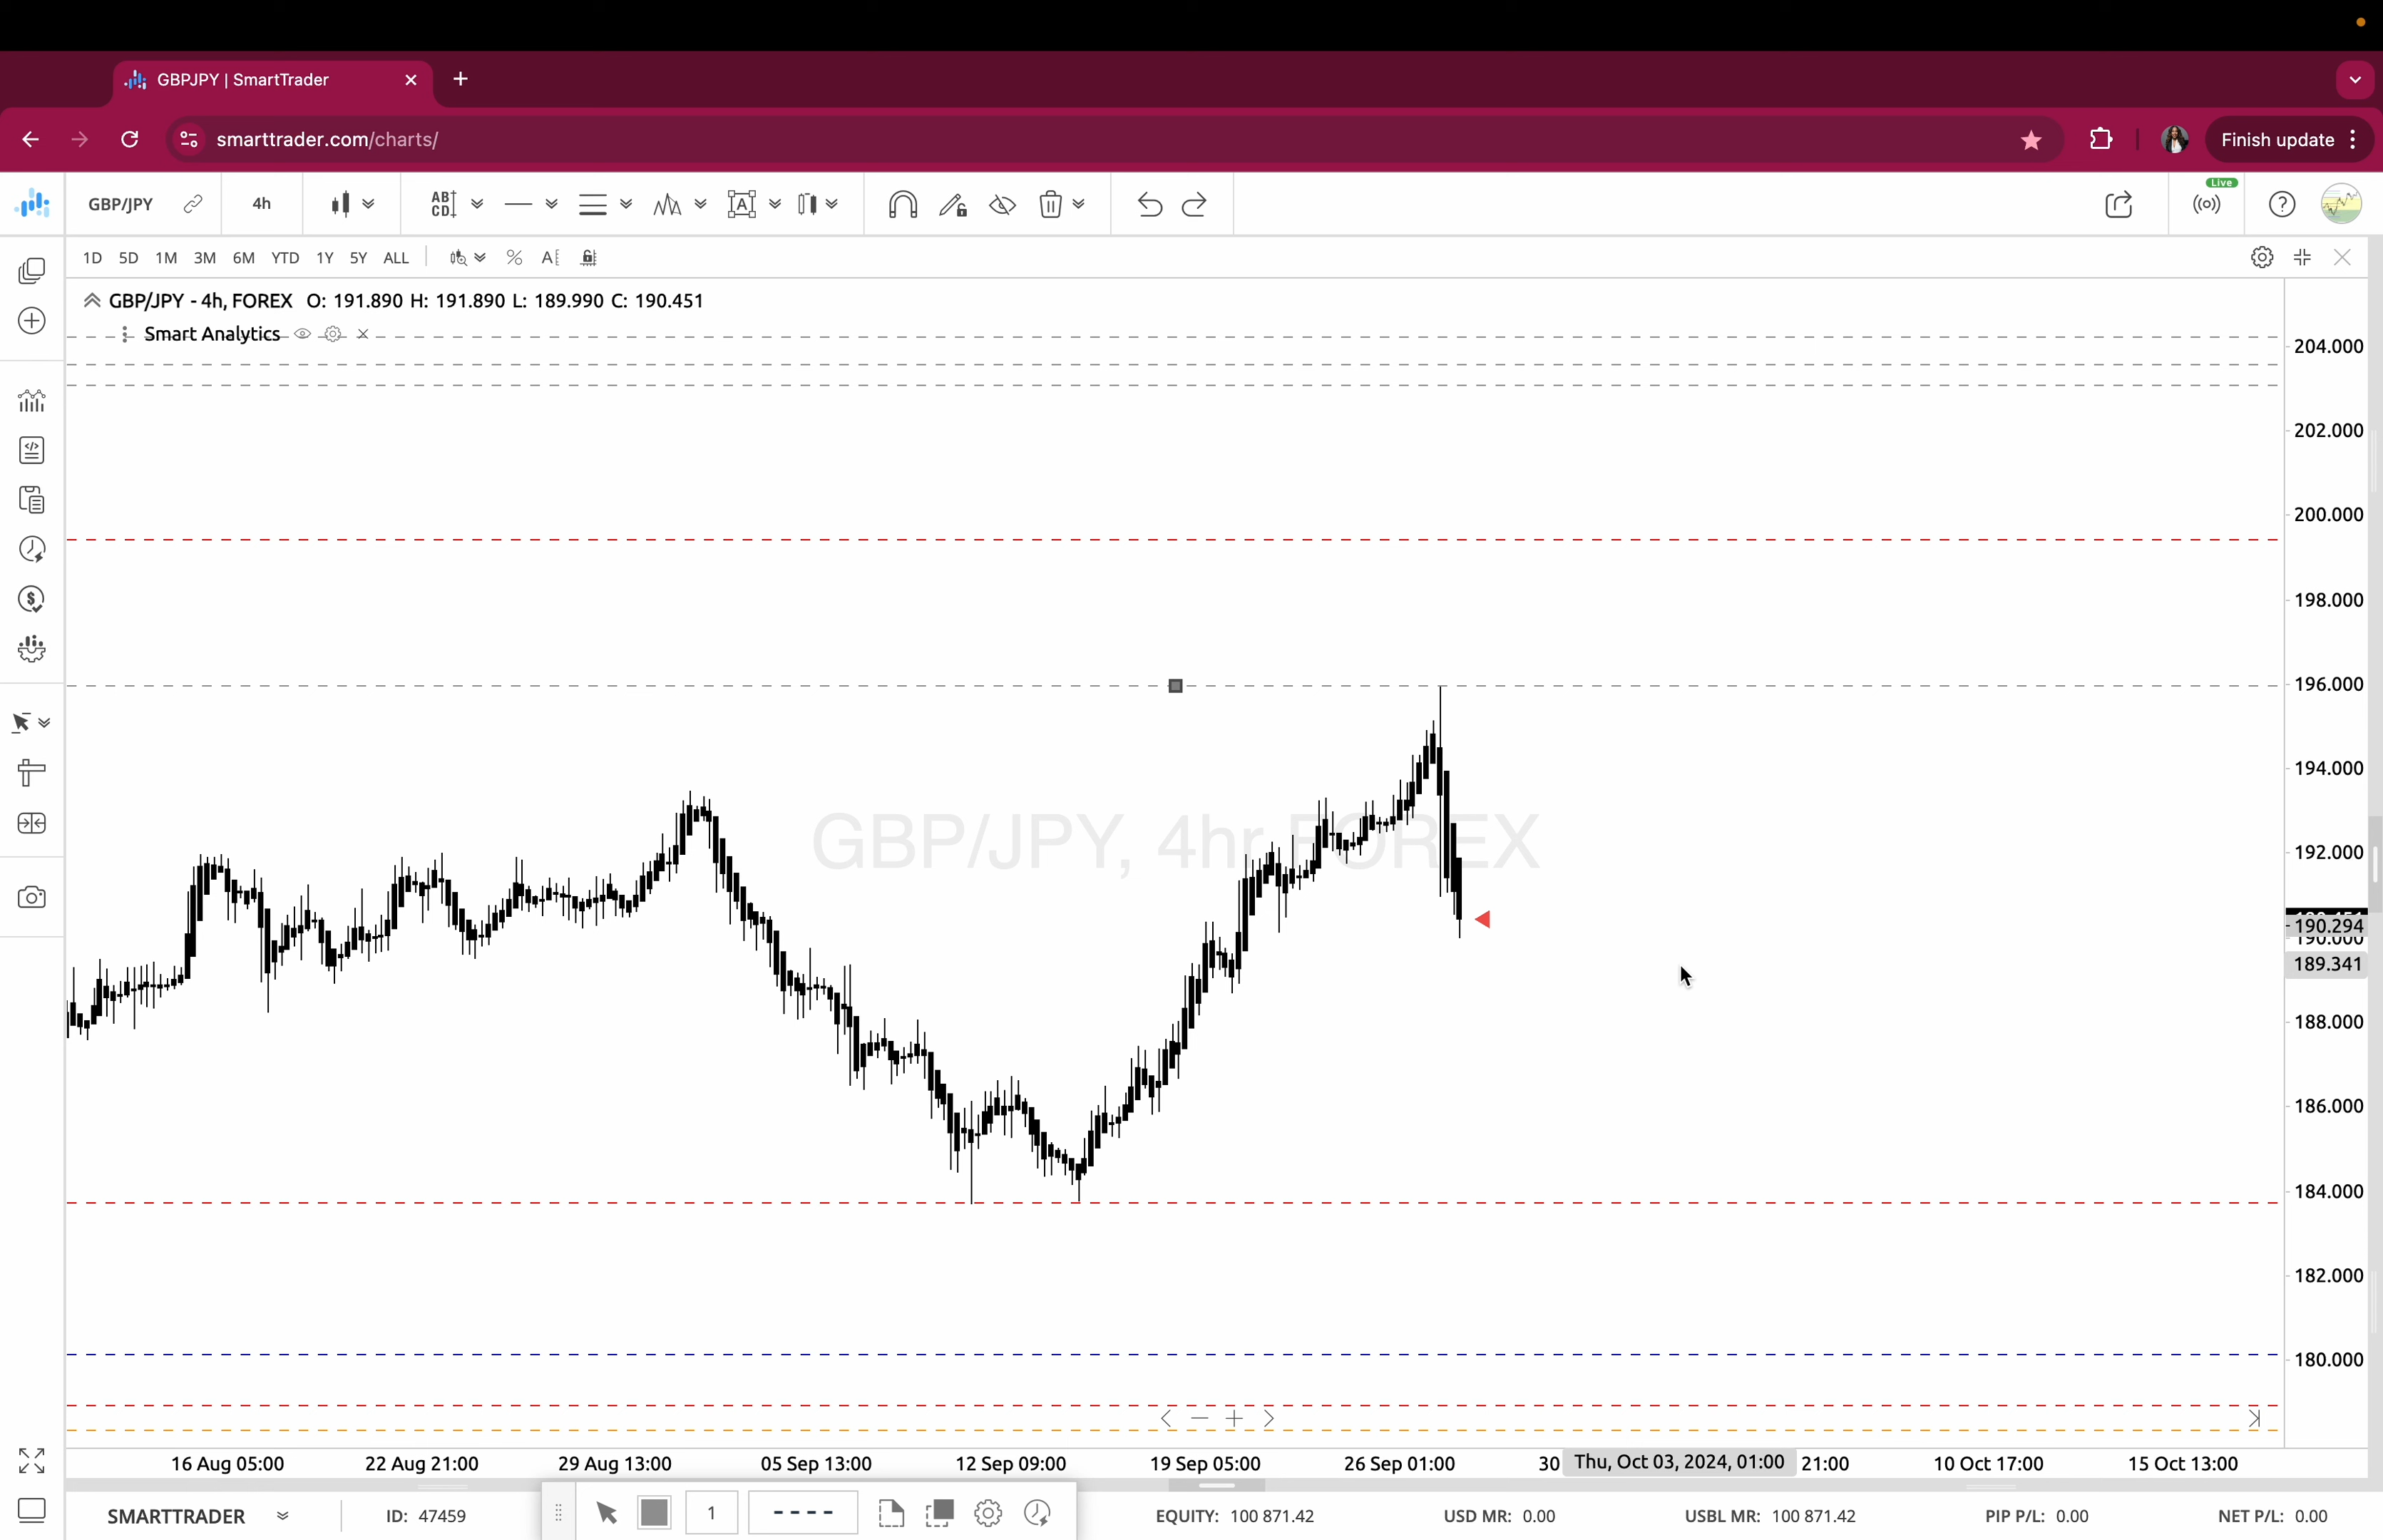 GBPJPY | SmartTrader
smarttrader.com/charts/
Finish update
GBP/JPY
4h
AB
CD
A
Live
1D 5D 1M 3M 6M YTD 1Y 5Y ALL
%
A
GBP/JPY - 4h, FOREX O: 191.890 H: 191.890 L: 189.990 C: 190.451
Smart Analytics
204.000
202.000
200.000
198.000
196.000
194.000
GBP/JPY, 4hr FOREX
192.000
190.294
190.000
189.341
188.000
186.000
184.000
182.000
180.000
16 Aug 05:00 22 Aug 21:00 29 Aug 13:00 05 Sep 13:00 12 Sep 09:00 19 Sep 05:00 26 Sep 01:00 30 Thu, Oct 03, 2024, 01:00 21:00 10 Oct 17:00 15 Oct 13:00
SMARTTRADER ID: 47459 1 EQUITY: 100 871.42 USD MR: 0.00 USBL MR: 100 871.42 PIP P/L: 0.00 NET P/L: 0.00